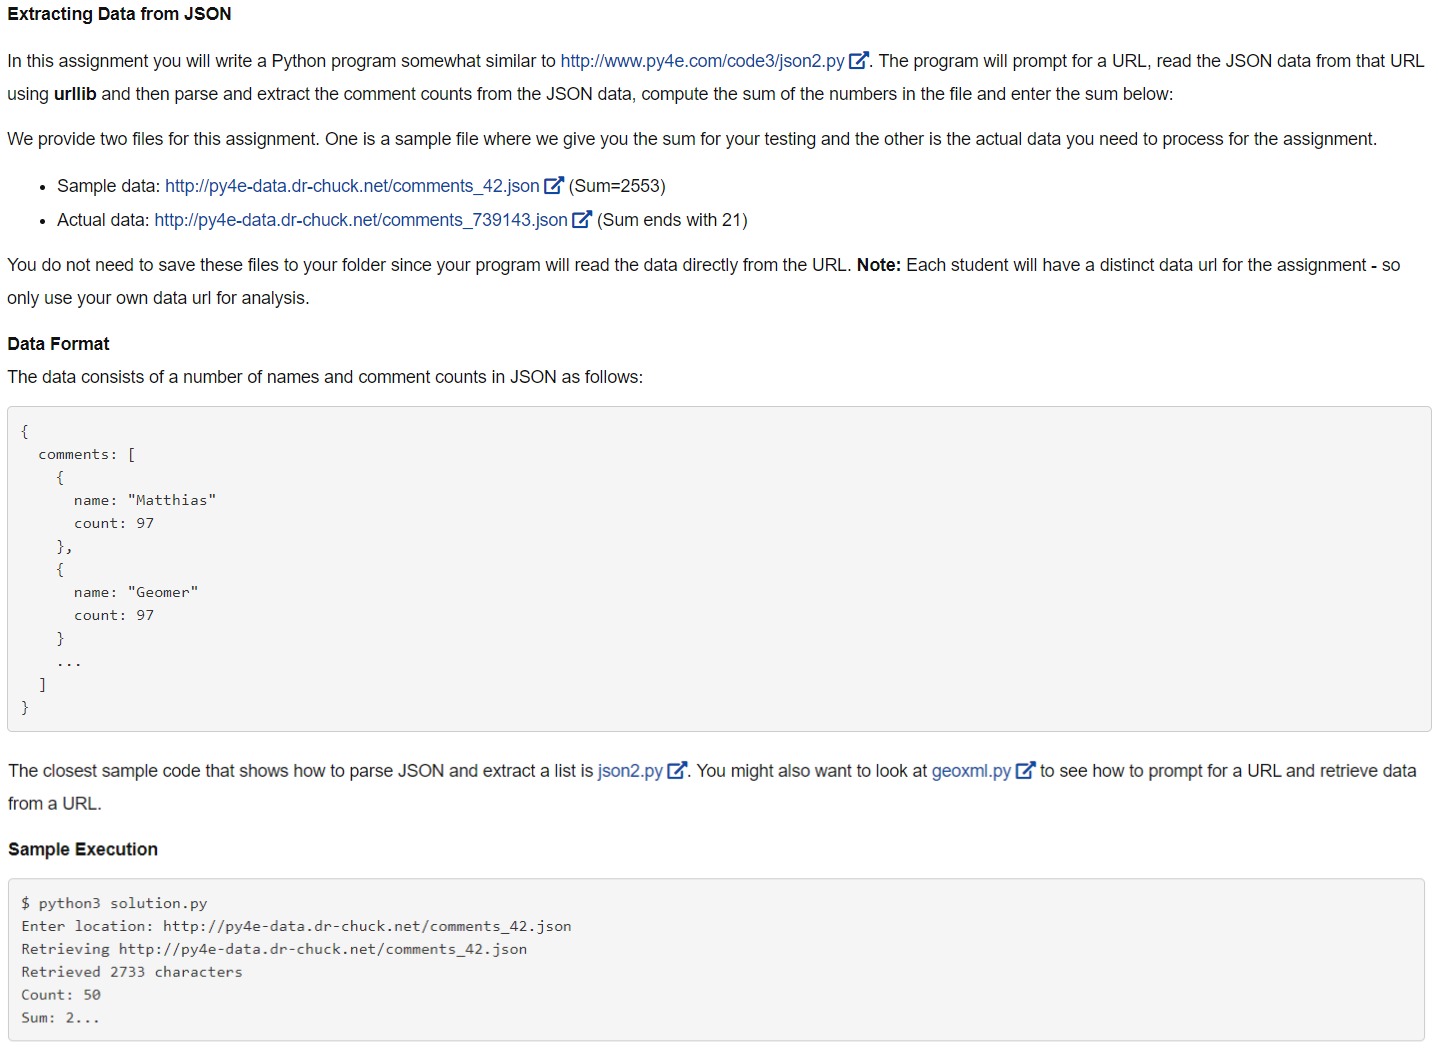 Extracting Data from JSON
In this assignment you will write a Python program somewhat similar to http://www.py4e.com/code3/json2.py. The program will prompt for a URL, read the JSON data from that URL
using urllib and then parse and extract the comment counts from the JSON data, compute the sum of the numbers in the file and enter the sum below:
We provide two files for this assignment. One is a sample file where we give you the sum for your testing and the other is the actual data you need to process for the assignment.
• Sample data: http://py4e-data.dr-chuck.net/comments_42.json (Sum=2553)
• Actual data: http://py4e-data.dr-chuck.net/comments_739143.json (Sum ends with 21)
You do not need to save these files to your folder since your program will read the data directly from the URL. Note: Each student will have a distinct data url for the assignment - so
only use your own data url for analysis.
Data Format
The data consists of a number of names and comment counts in JSON as follows:
{
  comments: [
    {
      name: "Matthias"
      count: 97
    },
    {
      name: "Geomer"
      count: 97
    }
    ...
  ]
}
The closest sample code that shows how to parse JSON and extract a list is json2.py. You might also want to look at geoxml.py to see how to prompt for a URL and retrieve data
from a URL.
Sample Execution
$ python3 solution.py
Enter location: http://py4e-data.dr-chuck.net/comments_42.json
Retrieving http://py4e-data.dr-chuck.net/comments_42.json
Retrieved 2733 characters
Count: 50
Sum: 2...